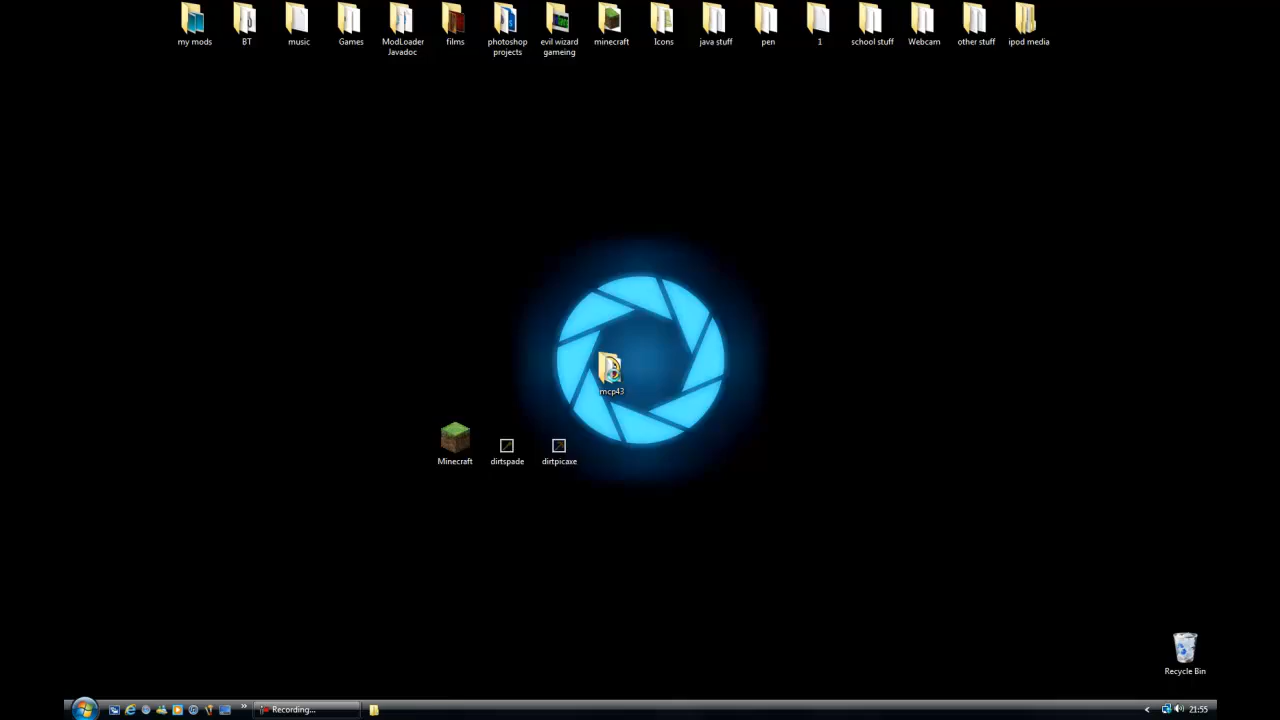 my mods
BT
music
Games
ModLoader
Javadoc
films
photoshop
projects
evil wizard
gameing
minecraft
Icons
java stuff
pen
1
school stuff
Webcam
other stuff
ipod media
mcp43
Minecraft
dirtspade
dirtpicaxe
Recycle Bin
Recording...
21:55